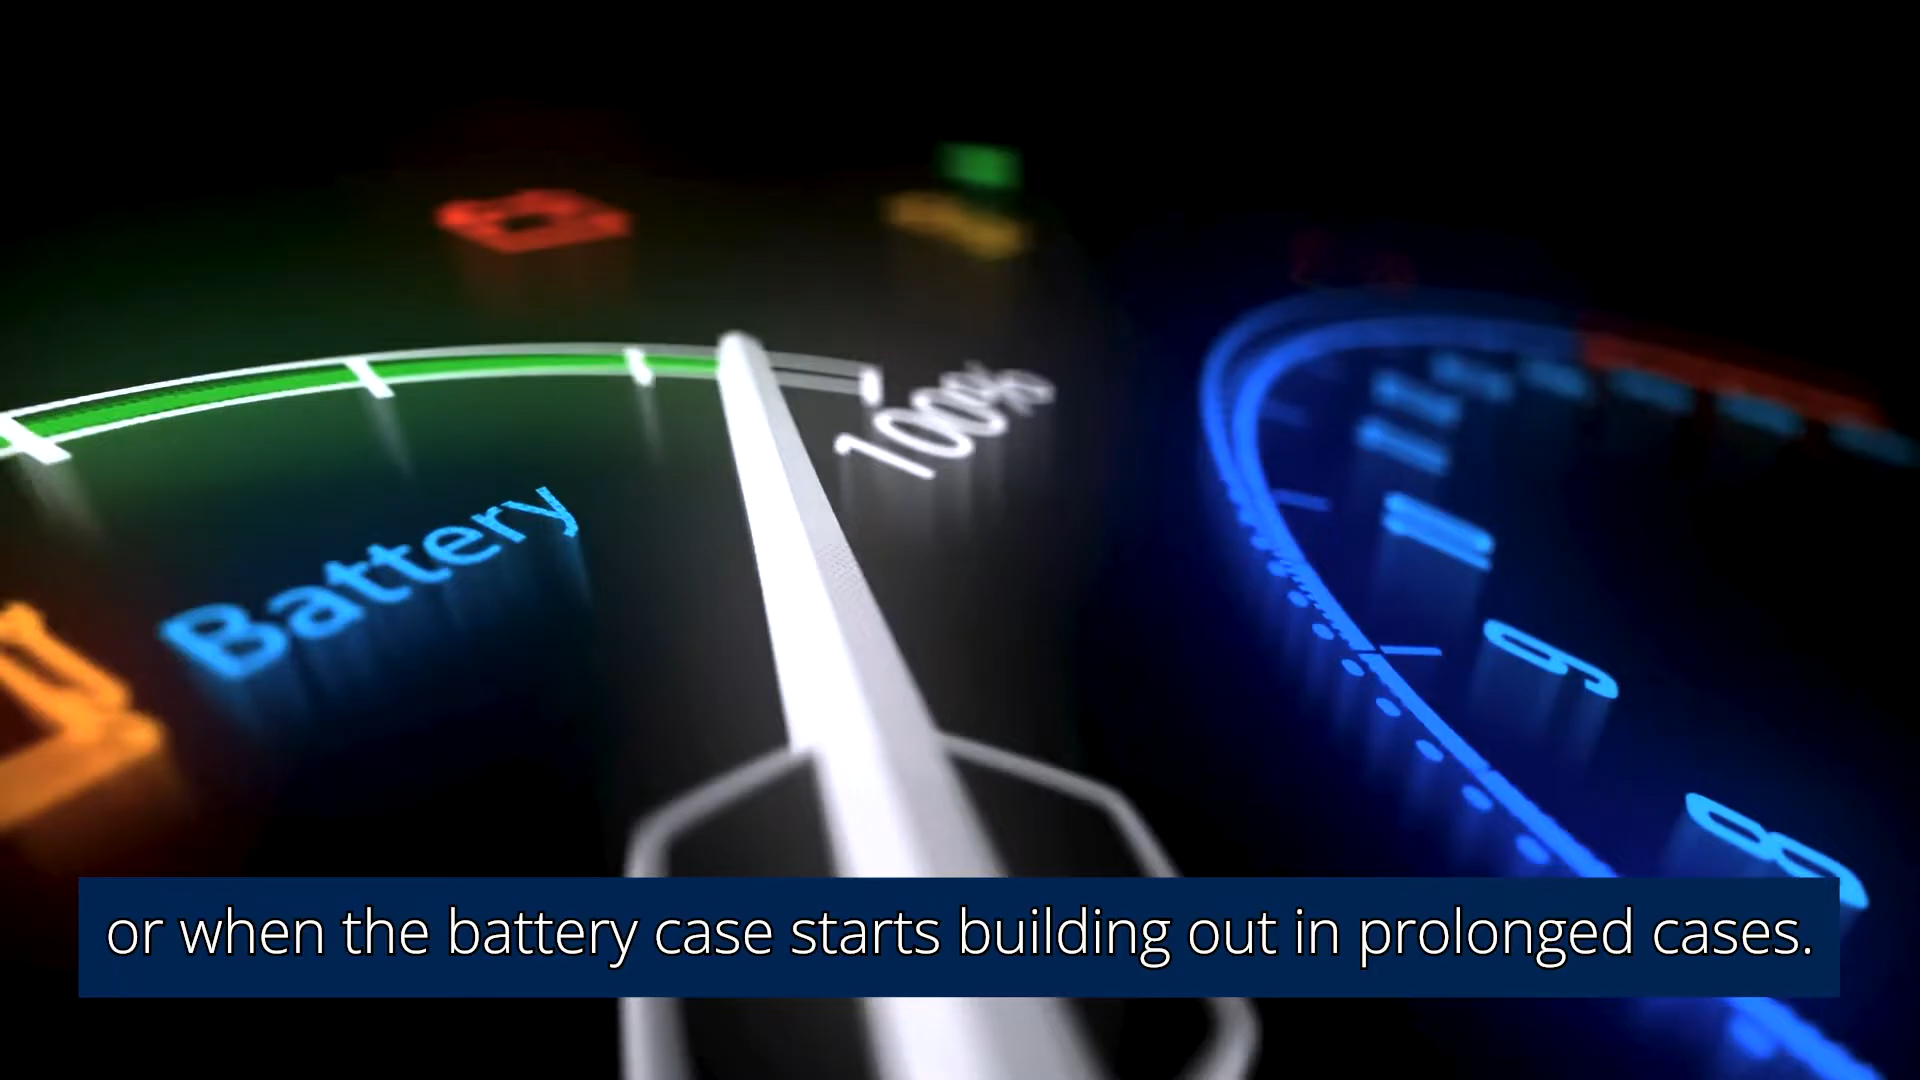 100%
Battery
9
8
or when the battery case starts building out in prolonged cases.